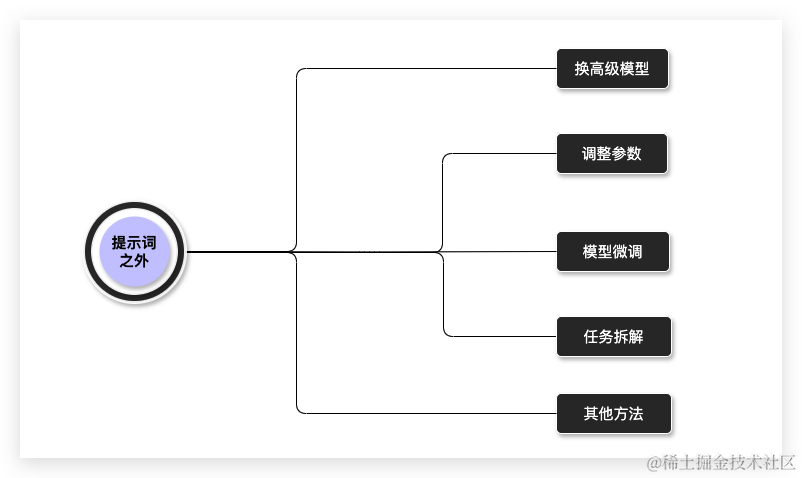 换高级模型
调整参数
提示词
之外
模型微调
任务拆解
其他方法
@稀土掘金技术社区